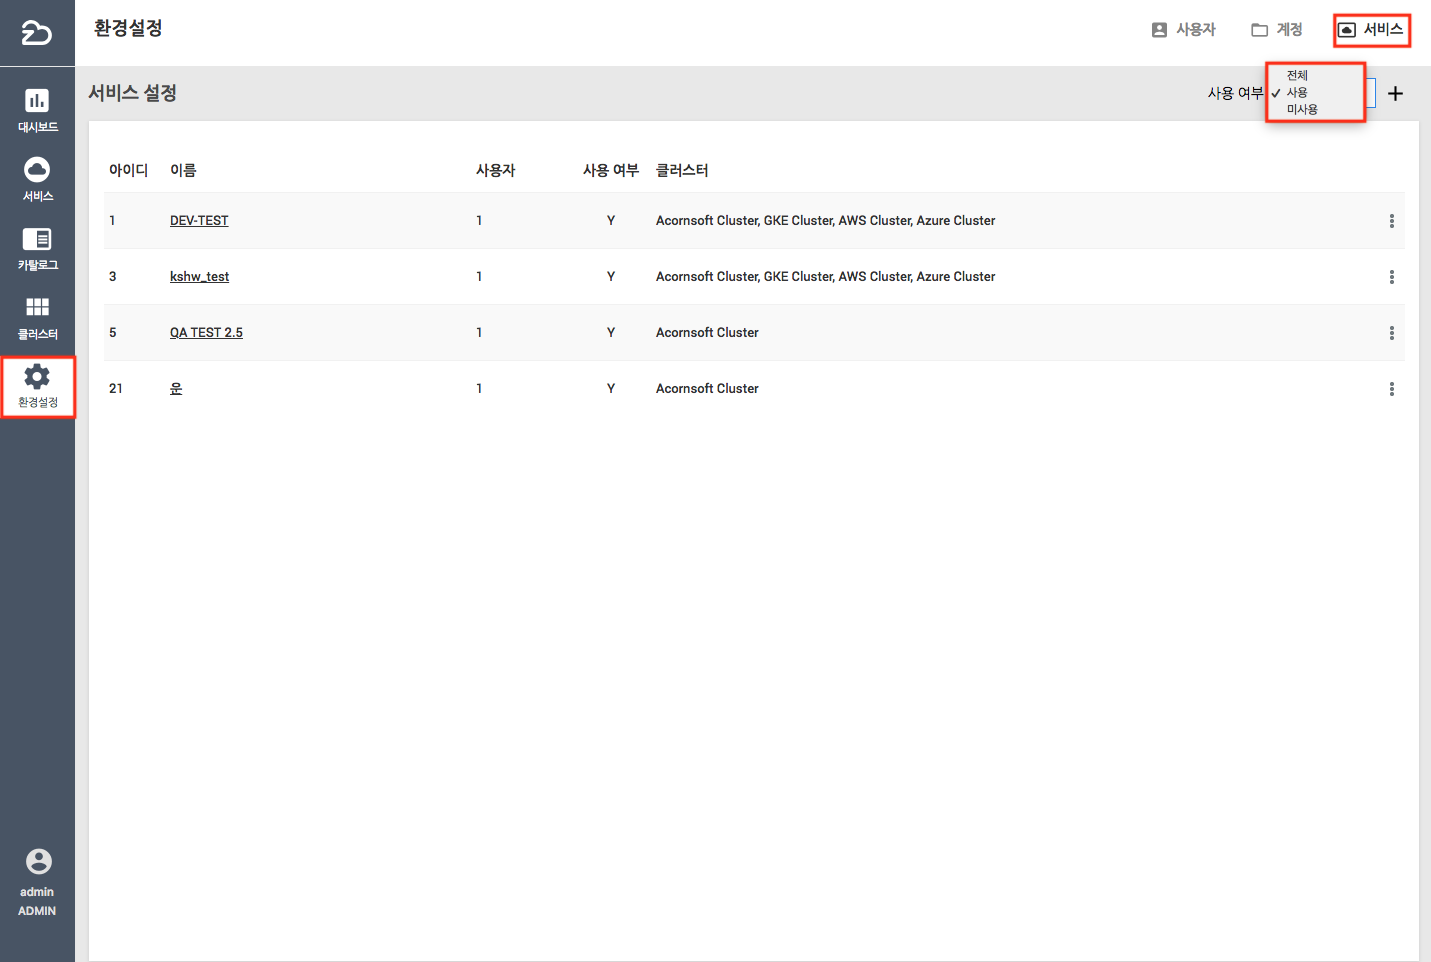 환경설정
사용자
계정
서비스
대시보드
서비스
카탈로그
클러스터
환경설정
admin
ADMIN
서비스 설정
사용 여부
전체
✓ 사용
미사용
아이디 이름 사용자 사용 여부 클러스터
1 DEV-TEST 1 Y Acornsoft Cluster, GKE Cluster, AWS Cluster, Azure Cluster
3 kshw_test 1 Y Acornsoft Cluster, GKE Cluster, AWS Cluster, Azure Cluster
5 QA TEST 2.5 1 Y Acornsoft Cluster
21 운 1 Y Acornsoft Cluster